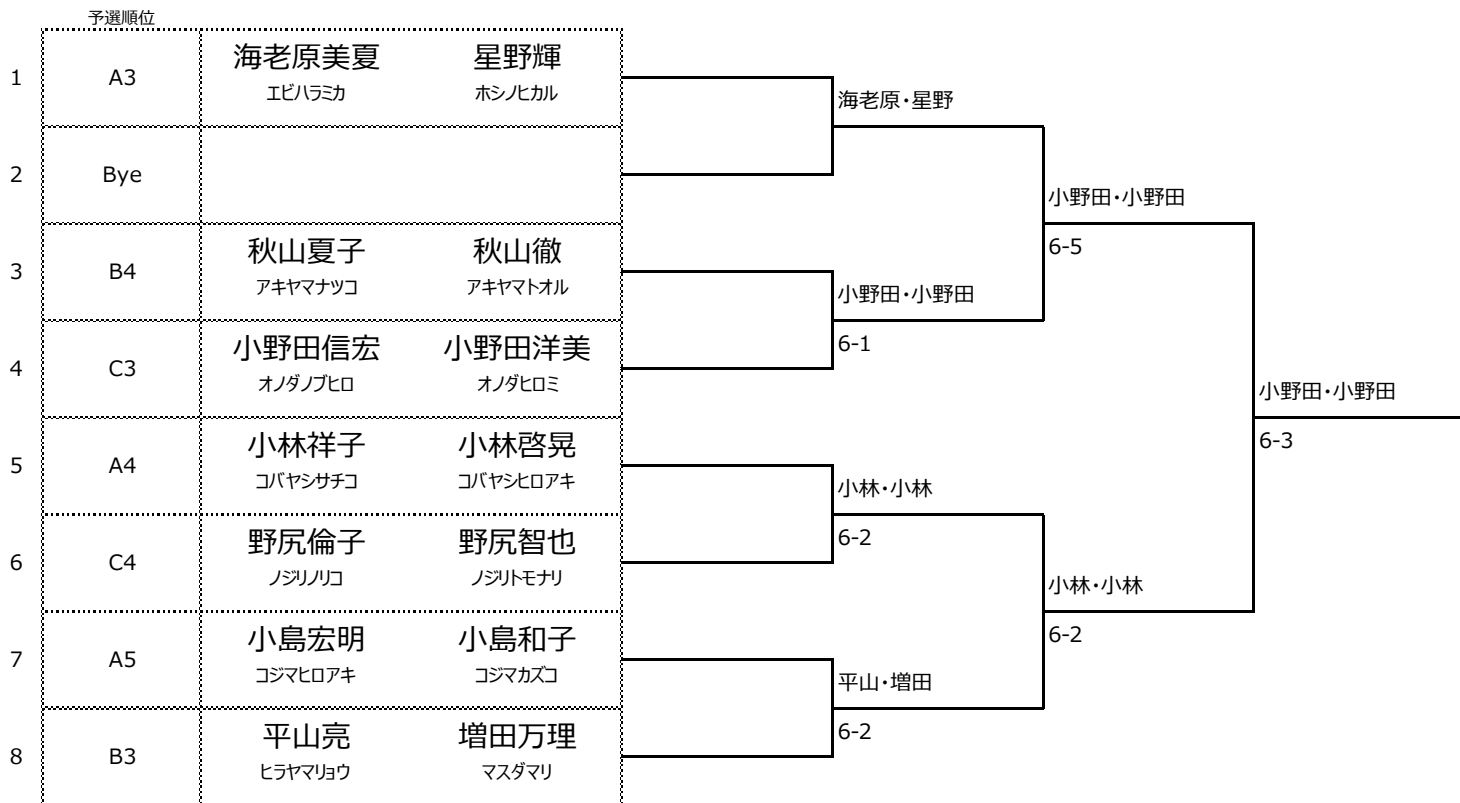 予選順位
1 A3 海老原美夏 星野輝
エビハラミカ ホシノヒカル
海老原・星野
2 Bye
小野田・小野田
6-5
3 B4 秋山夏子 秋山徹
アキヤマナツコ アキヤマトオル
小野田・小野田
6-1
4 C3 小野田信宏 小野田洋美
オノダノブヒロ オノダヒロミ
小野田・小野田
6-3
5 A4 小林祥子 小林啓晃
コバヤシサチコ コバヤシヒロアキ
小林・小林
6-2
6 C4 野尻倫子 野尻智也
ノジリノリコ ノジリトモナリ
小林・小林
6-2
7 A5 小島宏明 小島和子
コジマヒロアキ コジマカズコ
平山・増田
6-2
8 B3 平山亮 増田万理
ヒラヤマリョウ マスダマリ